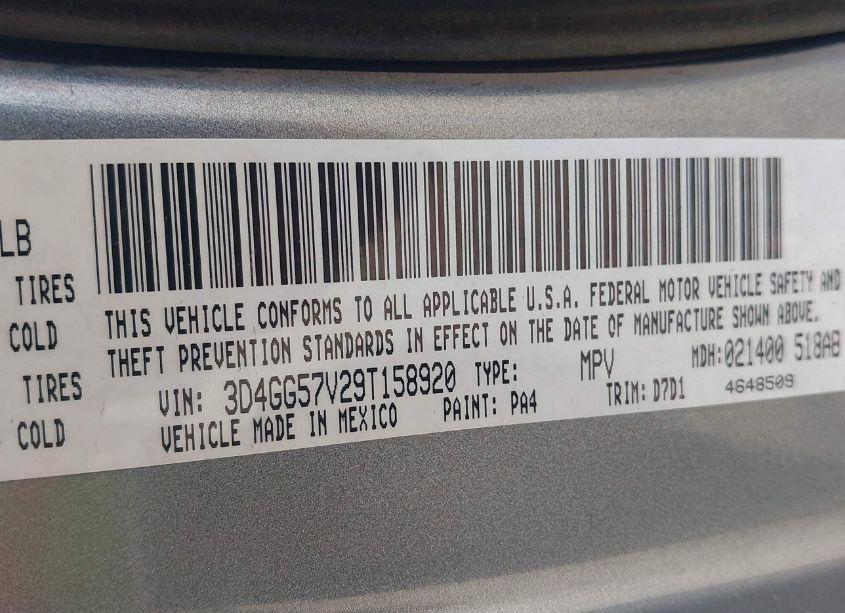 LB
TIRES
COLD
COLD
THIS VEHICLE CONFORMS TO ALL APPLICABLE U.S.A. FEDERAL MOTOR VEHICLE SAFETY AND
THEFT PREVENTION STANDARDS IN EFFECT ON THE DATE OF MANUFACTURE SHOWN ABOVE.
VIN: 3D4GG57V29T158920 TYPE: MPV MDH:021400 518AB
VEHICLE MADE IN MEXICO PAINT: PA4 TRIM: D7D1 4648509